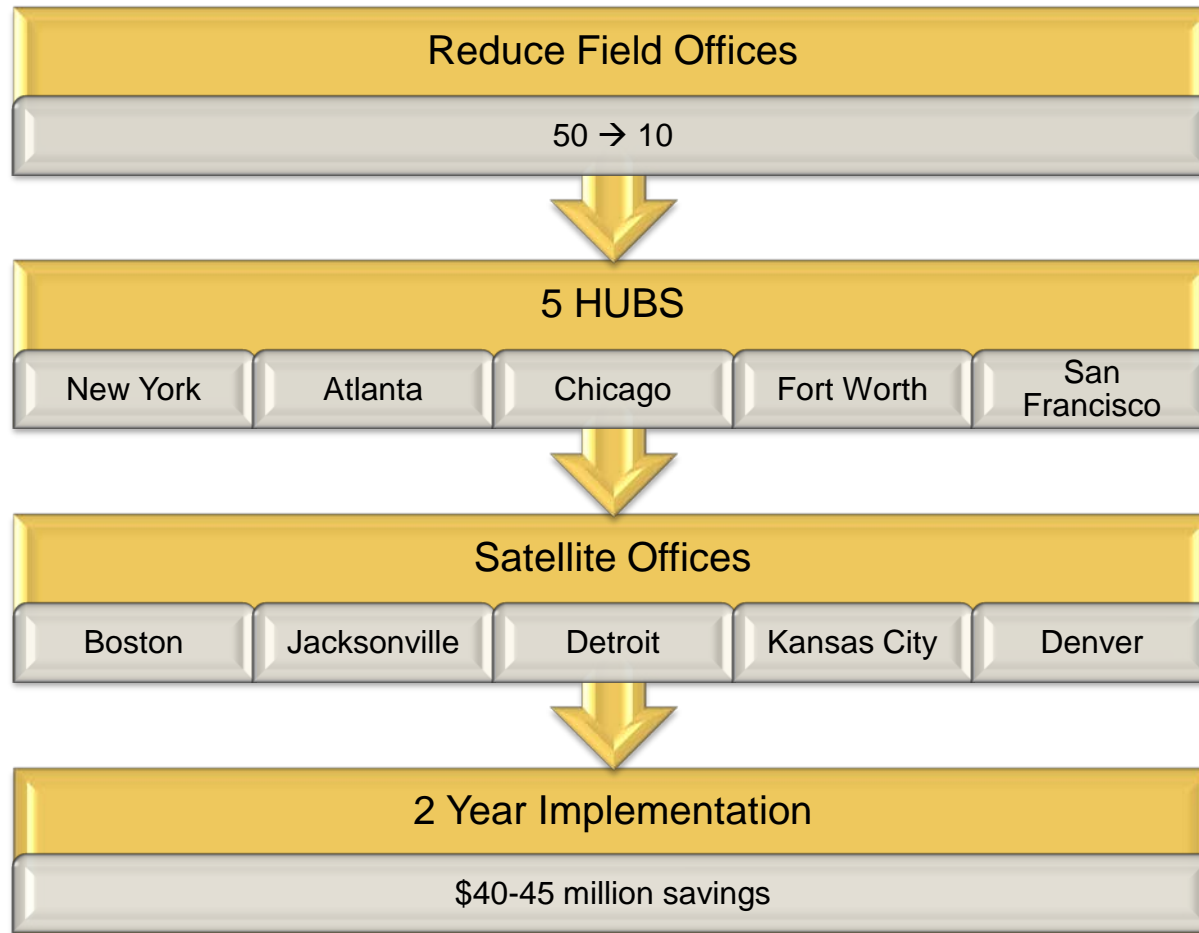 Reduce Field Offices
50 → 10
5 HUBS
New York
Atlanta
Chicago
Fort Worth
San
Francisco
Satellite Offices
Boston
Jacksonville
Detroit
Kansas City
Denver
2 Year Implementation
$40-45 million savings